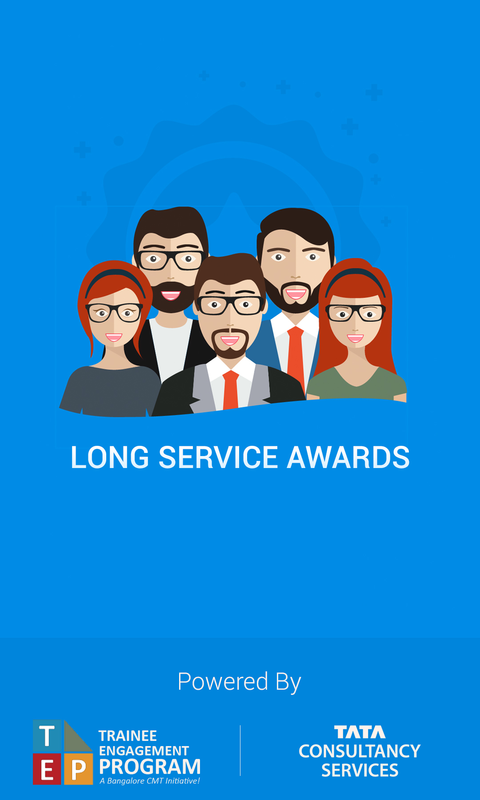 LONG SERVICE AWARDS
Powered By
T
E P
TRAINEE
ENGAGEMENT
PROGRAM
A Bangalore CMT Initiative!
TATA
CONSULTANCY
SERVICES